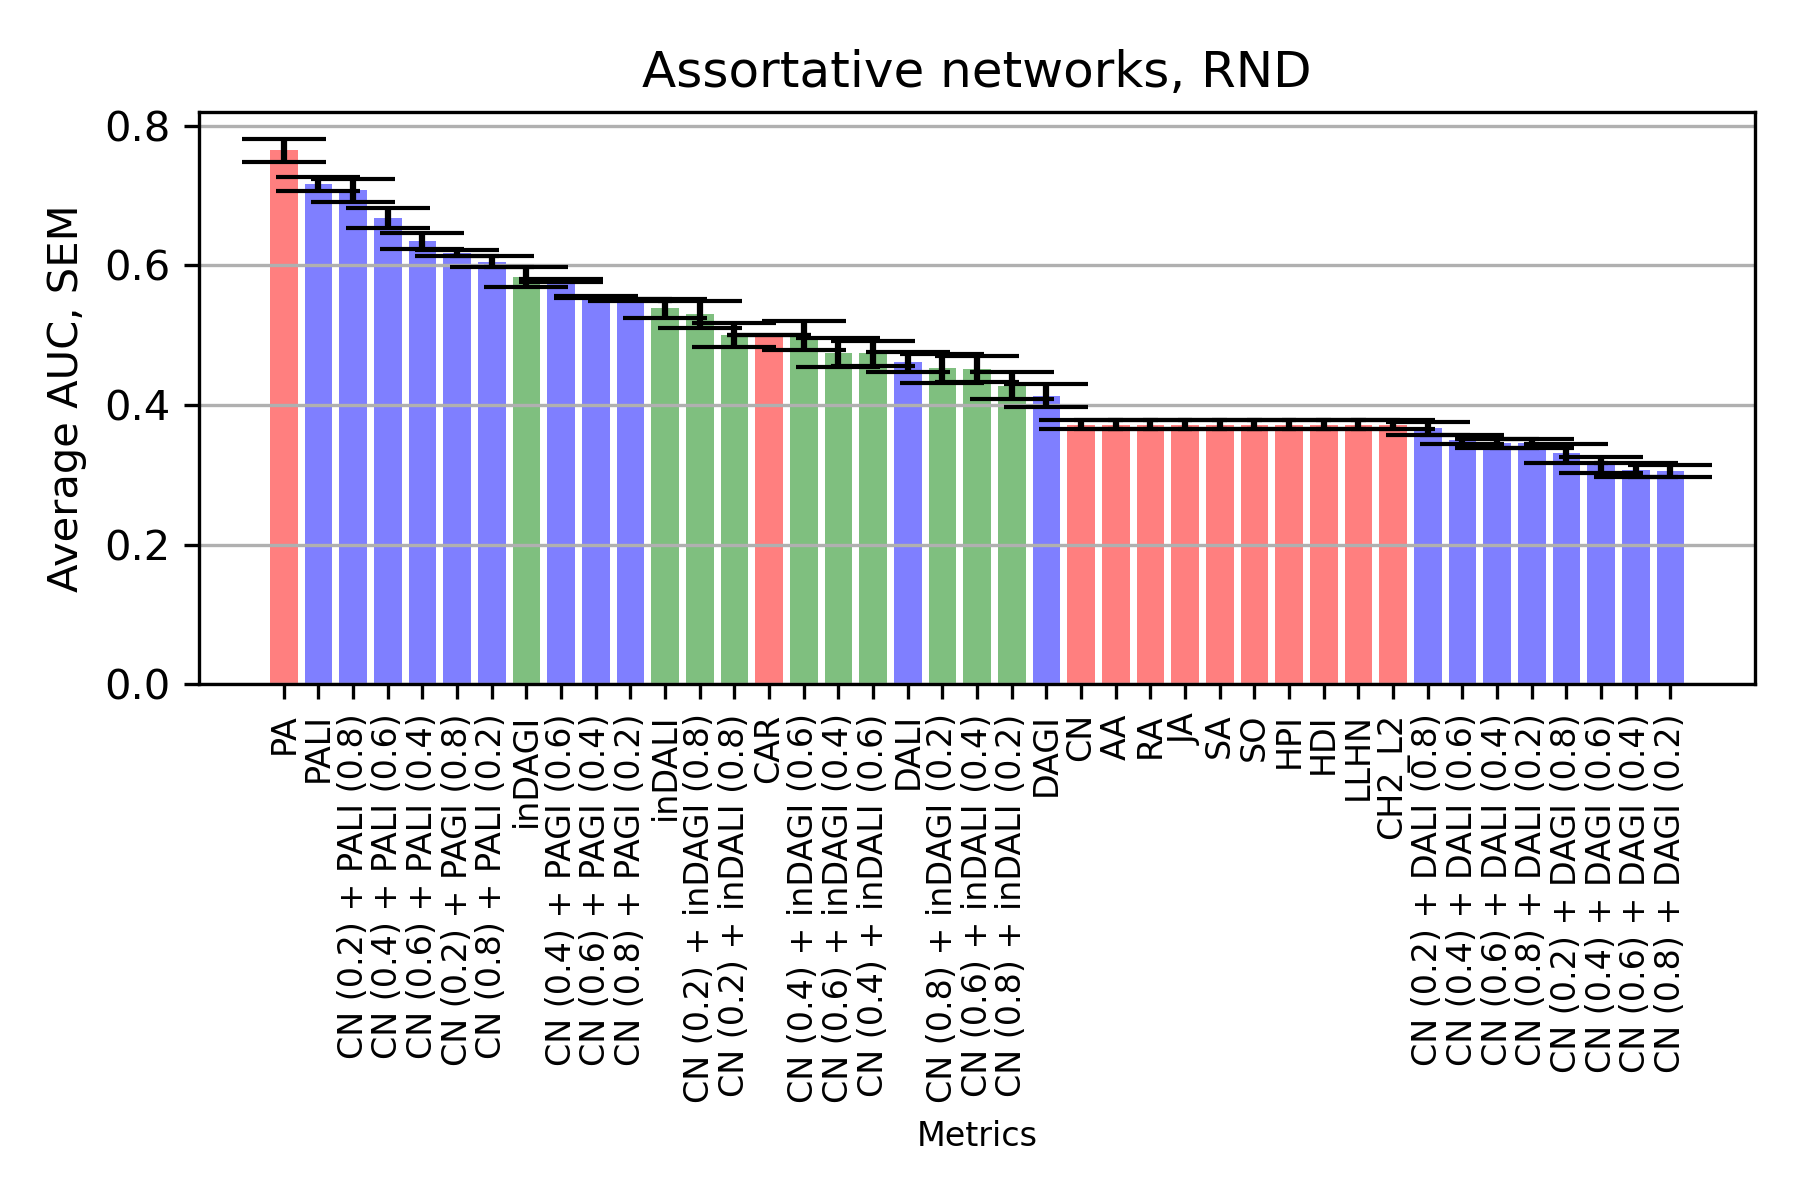 Assortative networks, RND
Average AUC, SEM
0.8
0.6
0.4
0.2
0.0
PA
PALI
CN (0.2) + PALI (0.8)
CN (0.4) + PALI (0.6)
CN (0.6) + PALI (0.4)
CN (0.2) + PAGI (0.8)
CN (0.8) + PALI (0.2)
inDAGI
CN (0.4) + PAGI (0.6)
CN (0.6) + PAGI (0.4)
CN (0.8) + PAGI (0.2)
inDALI
CN (0.2) + inDAGI (0.8)
CN (0.2) + inDALI (0.8)
CAR
CN (0.4) + inDAGI (0.6)
CN (0.6) + inDAGI (0.4)
CN (0.4) + inDALI (0.6)
DALI
CN (0.8) + inDAGI (0.2)
CN (0.6) + inDALI (0.4)
CN (0.8) + inDALI (0.2)
DAGI
CN
AA
RA
JA
SA
SO
HPI
HDI
LLHN
CH2_L2
CN (0.2) + DALI (0.8)
CN (0.4) + DALI (0.6)
CN (0.6) + DALI (0.4)
CN (0.8) + DALI (0.2)
CN (0.2) + DAGI (0.8)
CN (0.4) + DAGI (0.6)
CN (0.6) + DAGI (0.4)
CN (0.8) + DAGI (0.2)
Metrics